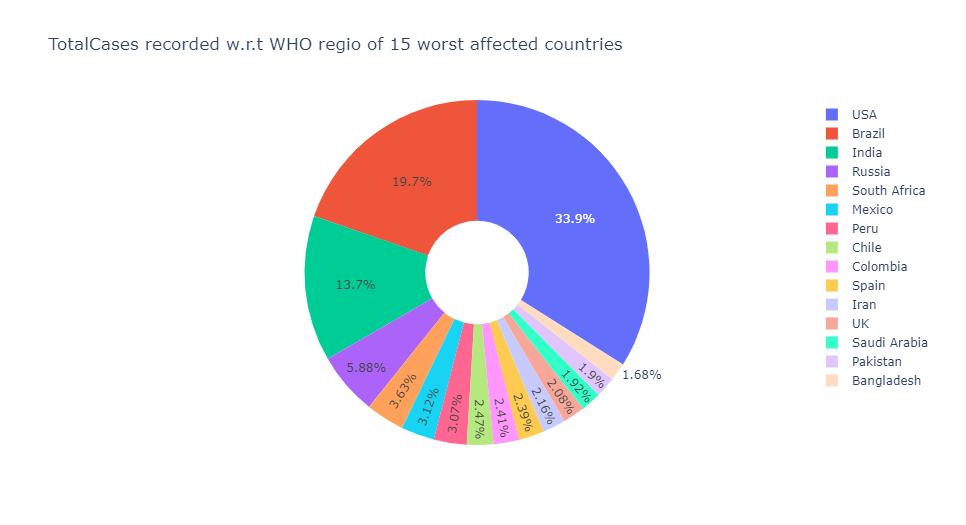 TotalCases recorded w.r.t WHO regio of 15 worst affected countries
33.9%
19.7%
13.7%
5.88%
3.63%
3.12%
3.07%
2.47%
2.41%
2.39%
2.16%
2.08%
1.92%
1.9%
1.68%
USA
Brazil
India
Russia
South Africa
Mexico
Peru
Chile
Colombia
Spain
Iran
UK
Saudi Arabia
Pakistan
Bangladesh